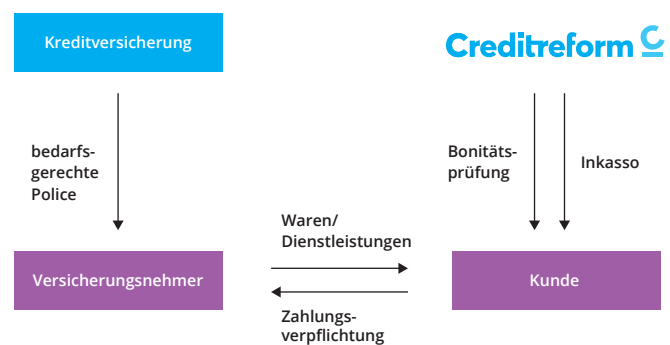 Kreditversicherung
Creditreform
bedarfs-
gerechte
Police
Bonitäts-
prüfung
Inkasso
Waren/
Dienstleistungen
Versicherungsnehmer
Kunde
Zahlungs-
verpflichtung